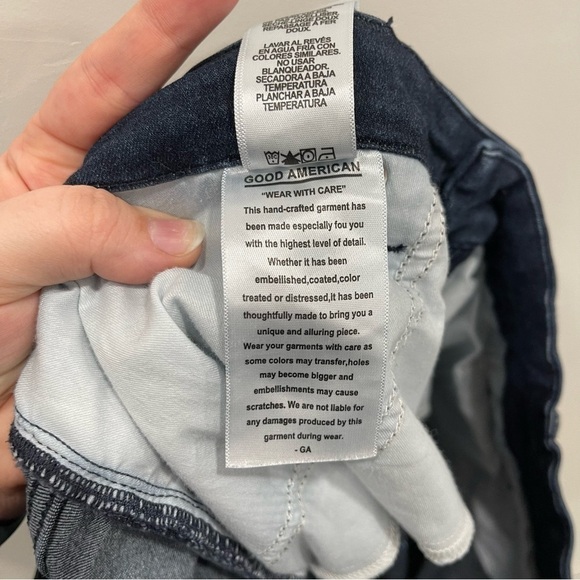 REPASSAGE A FER
DOUX.
LAVAR AL REVÉS
EN AGUA FRÍA CON
COLORES SIMILARES.
NO USAR
BLANQUEADOR.
SECADORA A BAJA
TEMPERATURA
PLANCHAR A BAJA
TEMPERATURA
GOOD AMERICAN
"WEAR WITH CARE"
This hand-crafted garment has
been made especially fou you
with the highest level of detail.
Whether it has been
embellished,coated,color
treated or distressed,it has been
thoughtfully made to bring you a
unique and alluring piece.
Wear your garments with care as
some colors may transfer,holes
may become bigger and
embellishments may cause
scratches. We are not liable for
any damages produced by this
garment during wear.
- GA